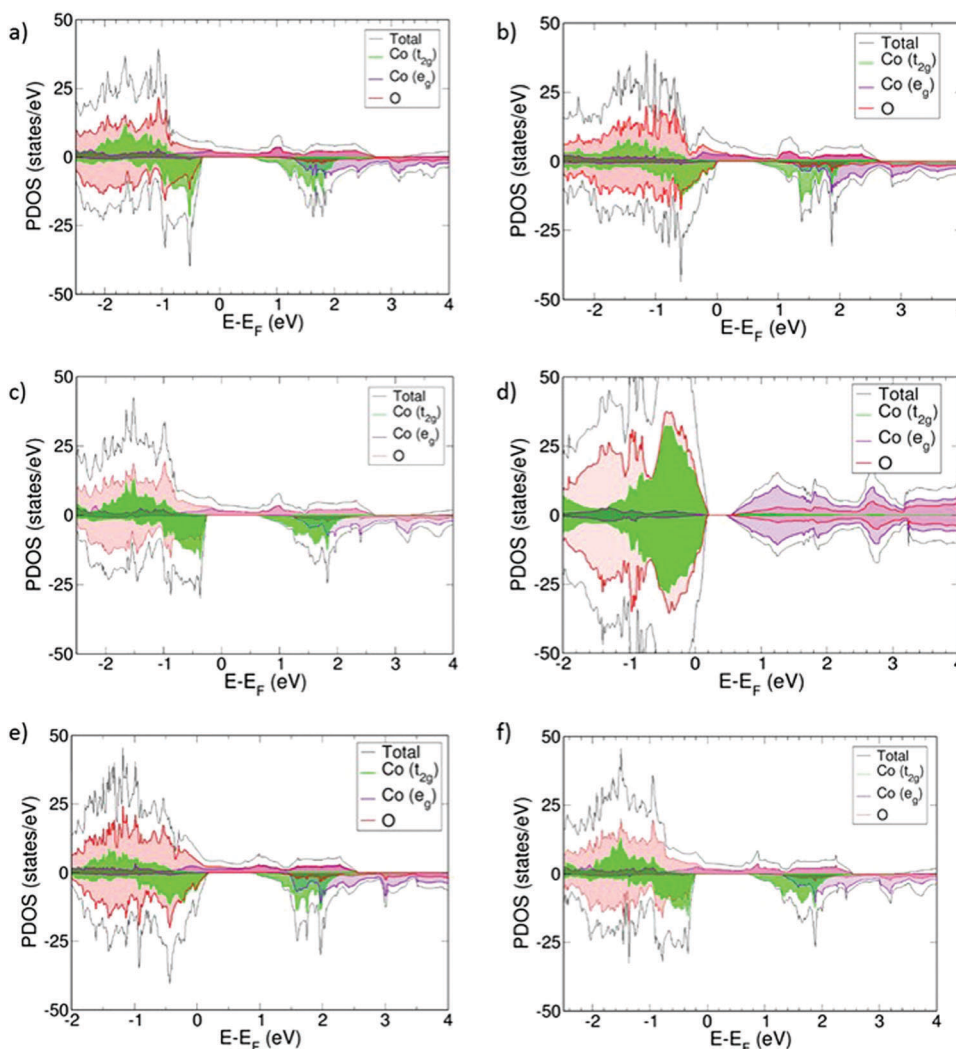 a)
PDOS (states/eV)
50
25
0
-25
-50
Total
Co (t2g)
Co (eg)
O
-2 -1 0 1 2 3 4
E-EF (eV)
b)
PDOS (states/eV)
50
25
0
-25
-50
Total
Co (t2g)
Co (eg)
O
-2 -1 0 1 2 3
E-EF (eV)
c)
PDOS (states/eV)
50
25
0
-25
-50
Total
Co (t2g)
Co (eg)
O
-2 -1 0 1 2 3 4
E-EF (eV)
d)
PDOS (states/eV)
50
25
0
-25
-50
Total
Co (t2g)
Co (eg)
O
-2 -1 0 1 2 3 4
E-EF (eV)
e)
PDOS (states/eV)
50
25
0
-25
-50
Total
Co (t2g)
Co (eg)
O
-2 -1 0 1 2 3 4
E-EF (eV)
f)
PDOS (states/eV)
50
25
0
-25
-50
Total
Co (t2g)
Co (eg)
O
-2 -1 0 1 2 3 4
E-EF (eV)